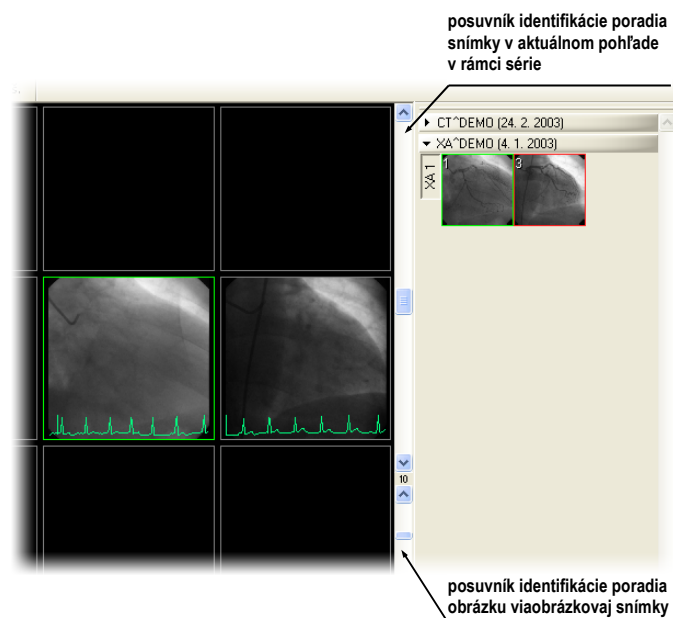 posuvník identifikácie poradia
snímky v aktuálnom pohľade
v rámci série
CT^DEMO (24. 2. 2003)
XA^DEMO (4. 1. 2003)
XA 1
1
3
10
posuvník identifikácie poradia
obrázku viaobrázkovaj snímky